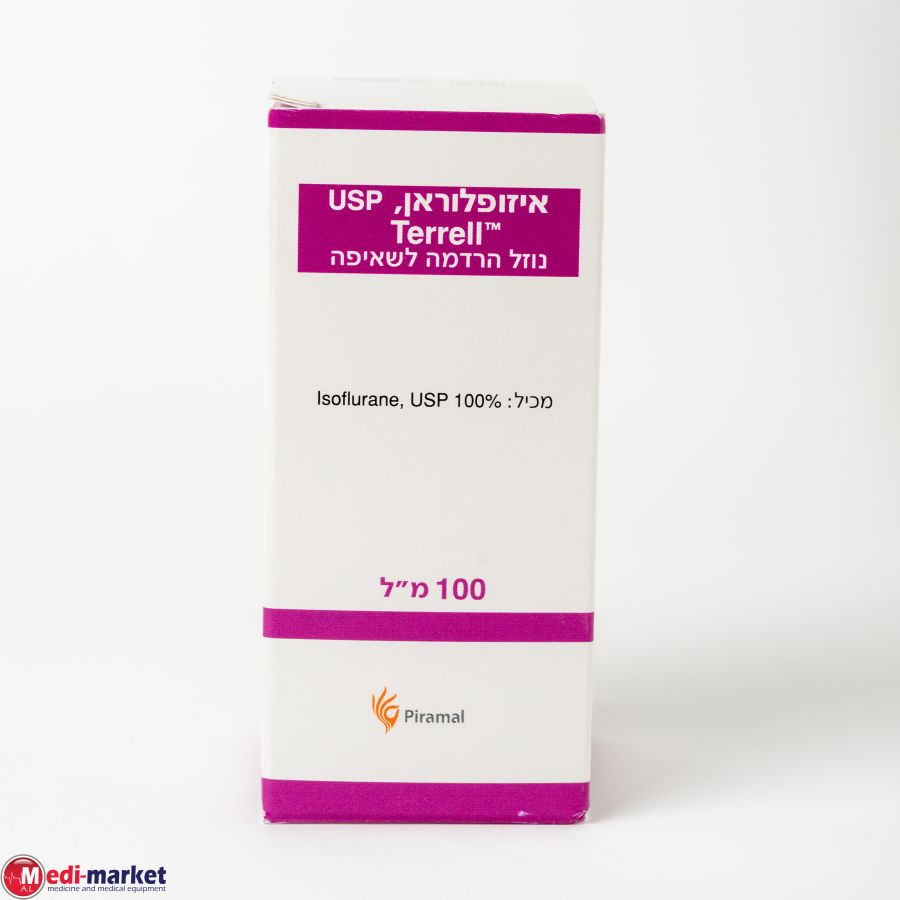 איזופלוראן, USP
Terrell™
נוזל הרדמה לשאיפה
מכיל: Isoflurane, USP 100%
100 מ״ל
Piramal
Medi-market
A.L
medicine and medical equipment